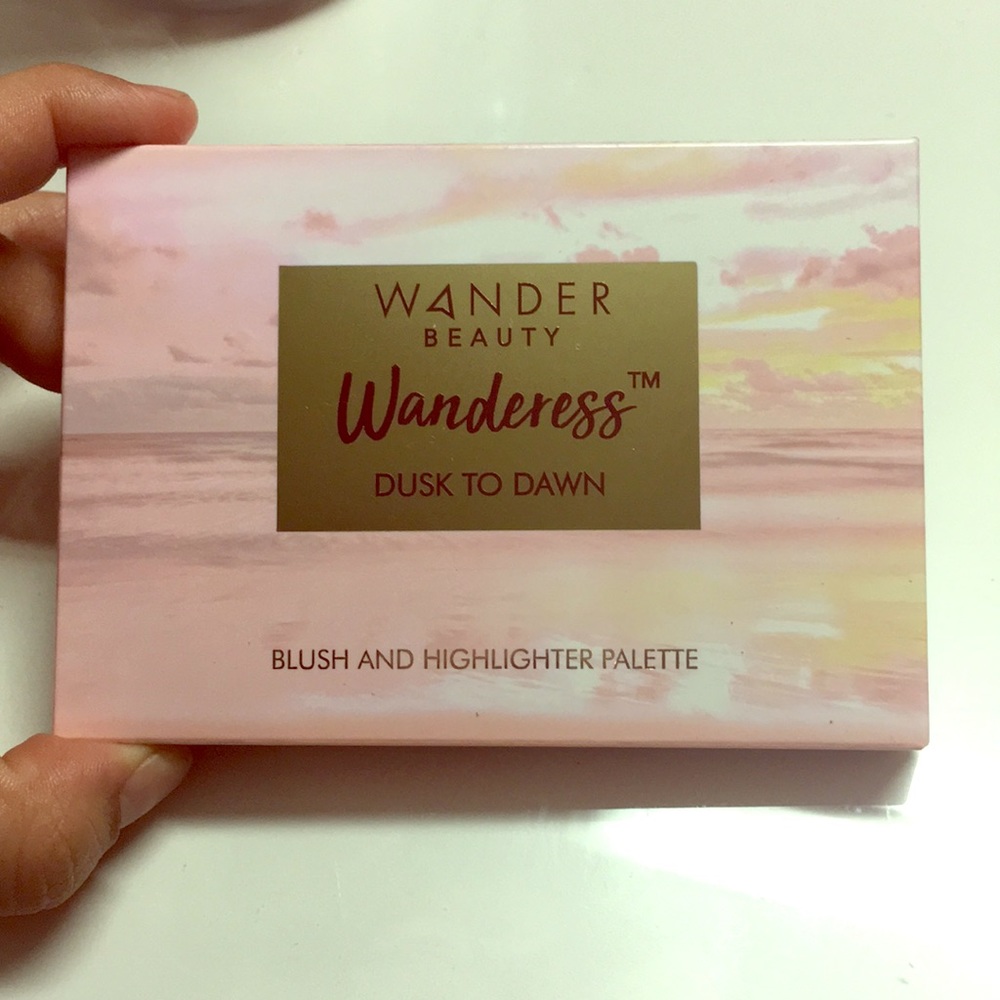 WANDER
BEAUTY
Wanderess™
DUSK TO DAWN
BLUSH AND HIGHLIGHTER PALETTE